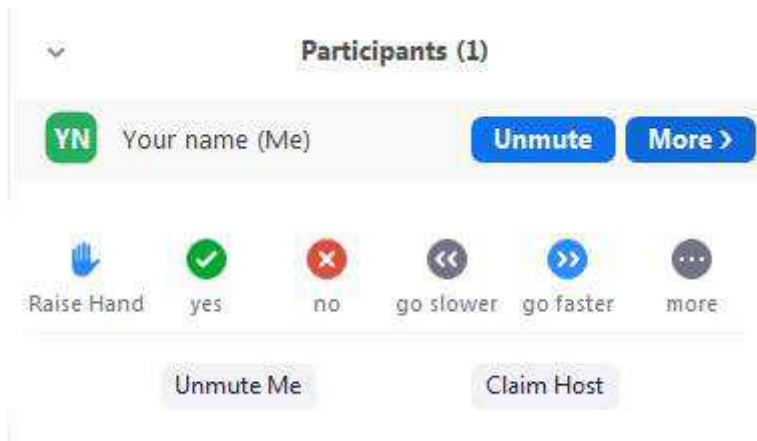 Participants (1)
YN Your name (Me) Unmute More >
Raise Hand yes no go slower go faster more
Unmute Me Claim Host